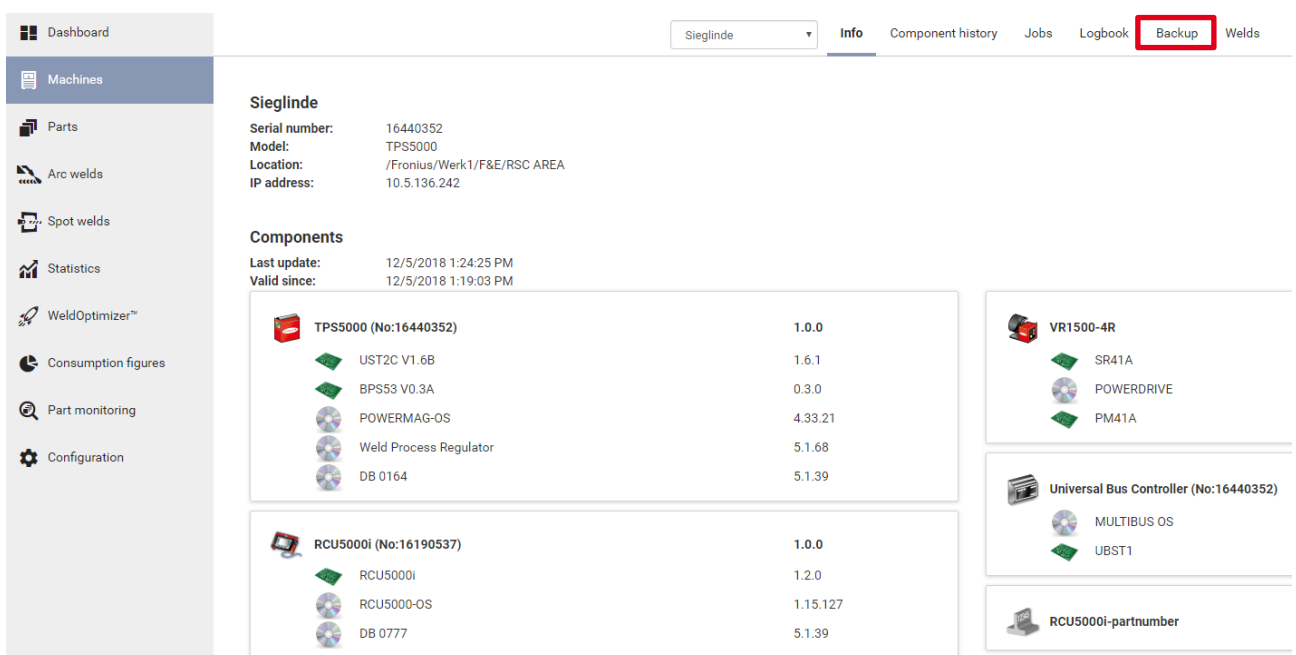 Dashboard
Machines
Parts
Arc welds
Spot welds
Statistics
WeldOptimizer™
Consumption figures
Part monitoring
Configuration
Sieglinde Info Component history Jobs Logbook Backup Welds
Sieglinde
Serial number: 16440352
Model: TPS5000
Location: /Fronius/Werk1/F&E/RSC AREA
IP address: 10.5.136.242
Components
Last update: 12/5/2018 1:24:25 PM
Valid since: 12/5/2018 1:19:03 PM
TPS5000 (No:16440352) 1.0.0
UST2C V1.6B 1.6.1
BPS53 V0.3A 0.3.0
POWERMAG-OS 4.33.21
Weld Process Regulator 5.1.68
DB 0164 5.1.39
RCU5000i (No:16190537) 1.0.0
RCU5000i 1.2.0
RCU5000-OS 1.15.127
DB 0777 5.1.39
VR1500-4R
SR41A
POWERDRIVE
PM41A
Universal Bus Controller (No:16440352)
MULTIBUS OS
UBST1
RCU5000i-partnumber